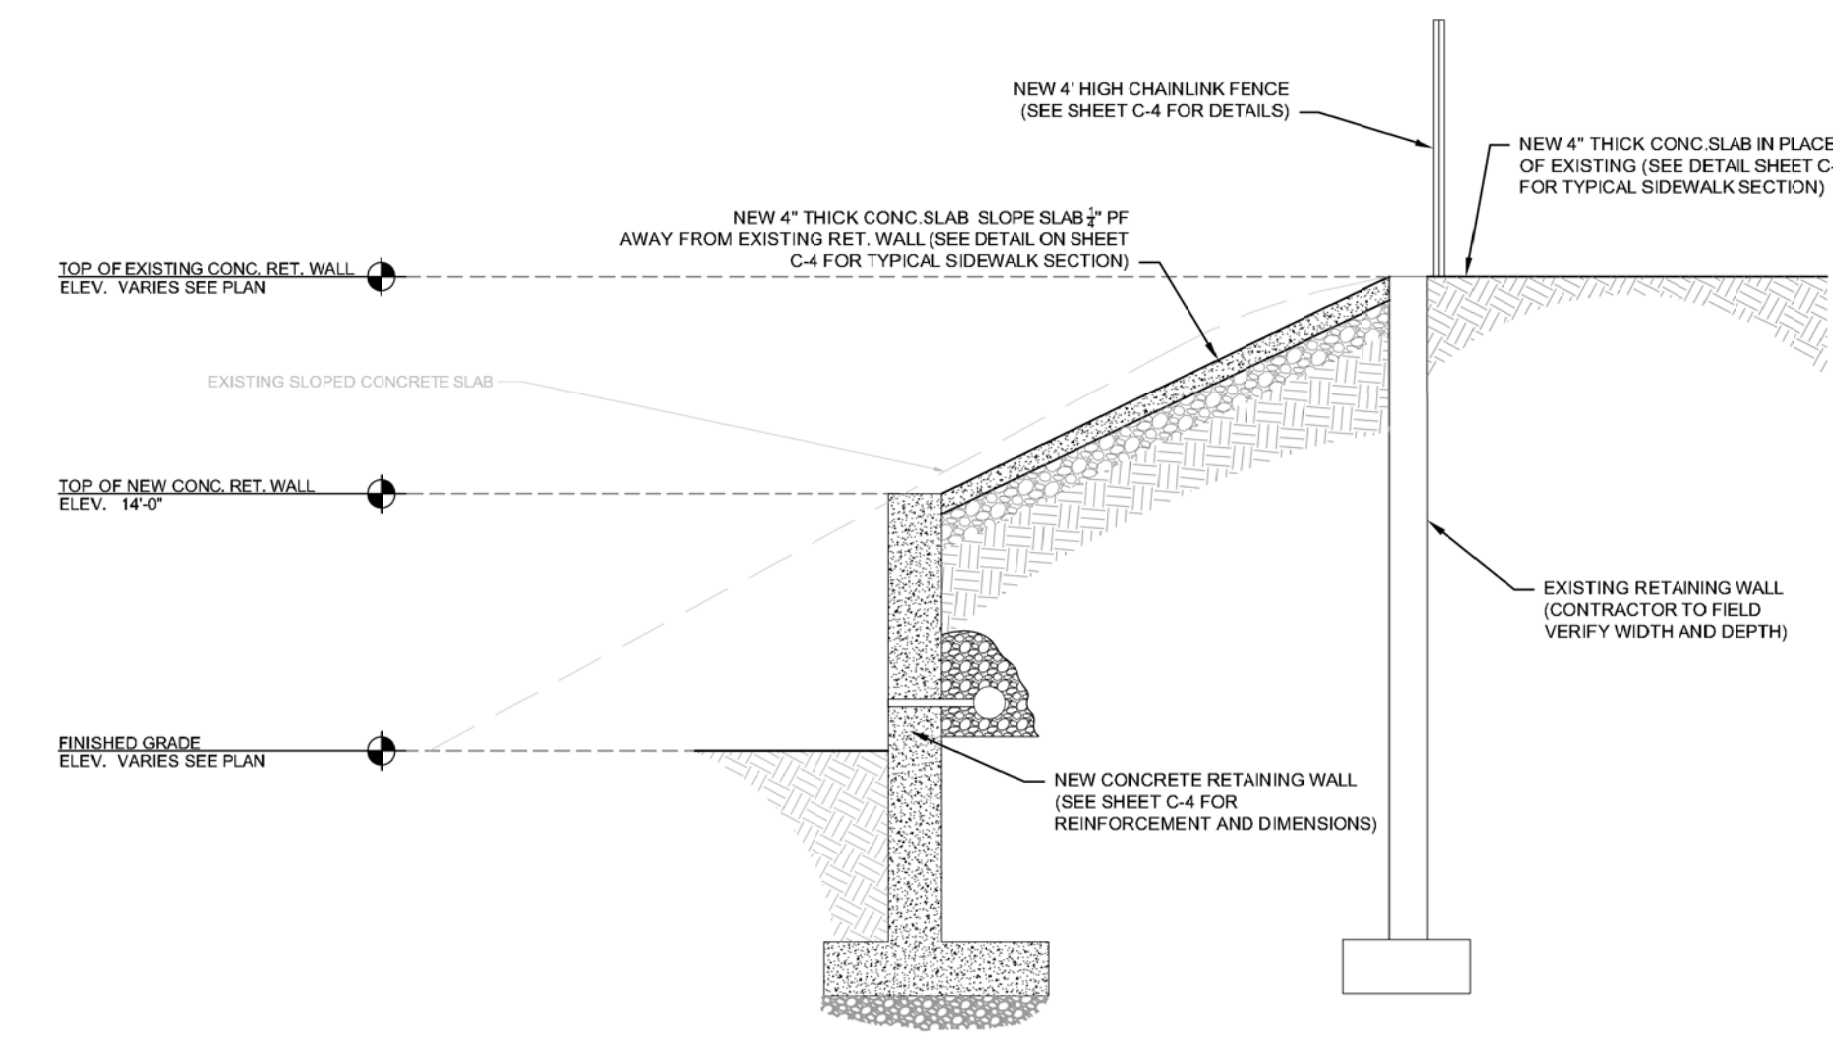 NEW 4' HIGH CHAINLINK FENCE
(SEE SHEET C-4 FOR DETAILS)
NEW 4" THICK CONC.SLAB IN PLACE
OF EXISTING (SEE DETAIL SHEET C-
FOR TYPICAL SIDEWALK SECTION)
NEW 4" THICK CONC.SLAB SLOPE SLAB 1/4" PF
AWAY FROM EXISTING RET. WALL (SEE DETAIL ON SHEET
C-4 FOR TYPICAL SIDEWALK SECTION)
TOP OF EXISTING CONC. RET. WALL
ELEV. VARIES SEE PLAN
EXISTING SLOPED CONCRETE SLAB
TOP OF NEW CONC. RET. WALL
ELEV. 14'-0"
EXISTING RETAINING WALL
(CONTRACTOR TO FIELD
VERIFY WIDTH AND DEPTH)
FINISHED GRADE
ELEV. VARIES SEE PLAN
NEW CONCRETE RETAINING WALL
(SEE SHEET C-4 FOR
REINFORCEMENT AND DIMENSIONS)